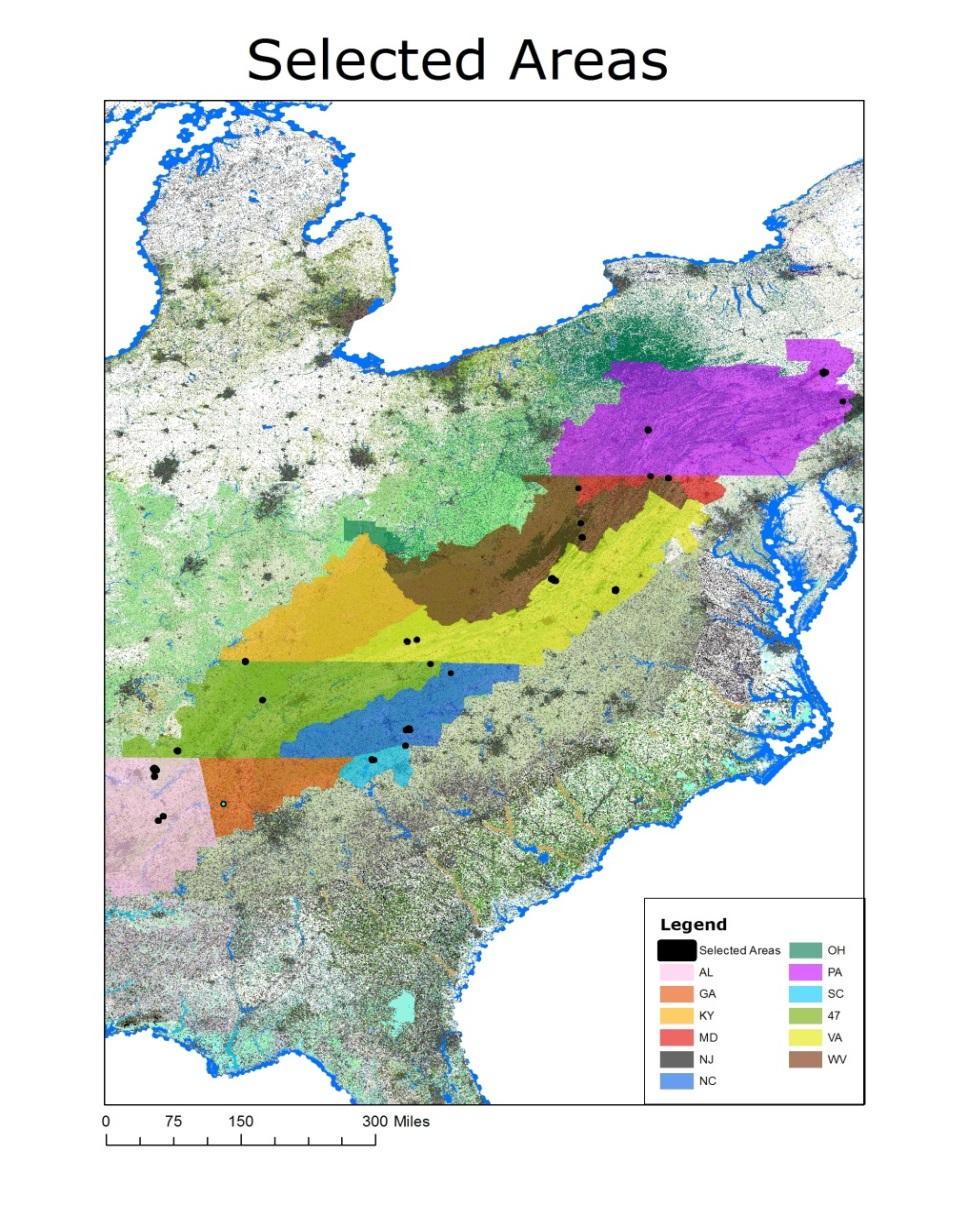 Selected Areas
Legend
Selected Areas
AL
GA
KY
MD
NJ
NC
OH
PA
SC
47
VA
WV
0 75 150 300 Miles